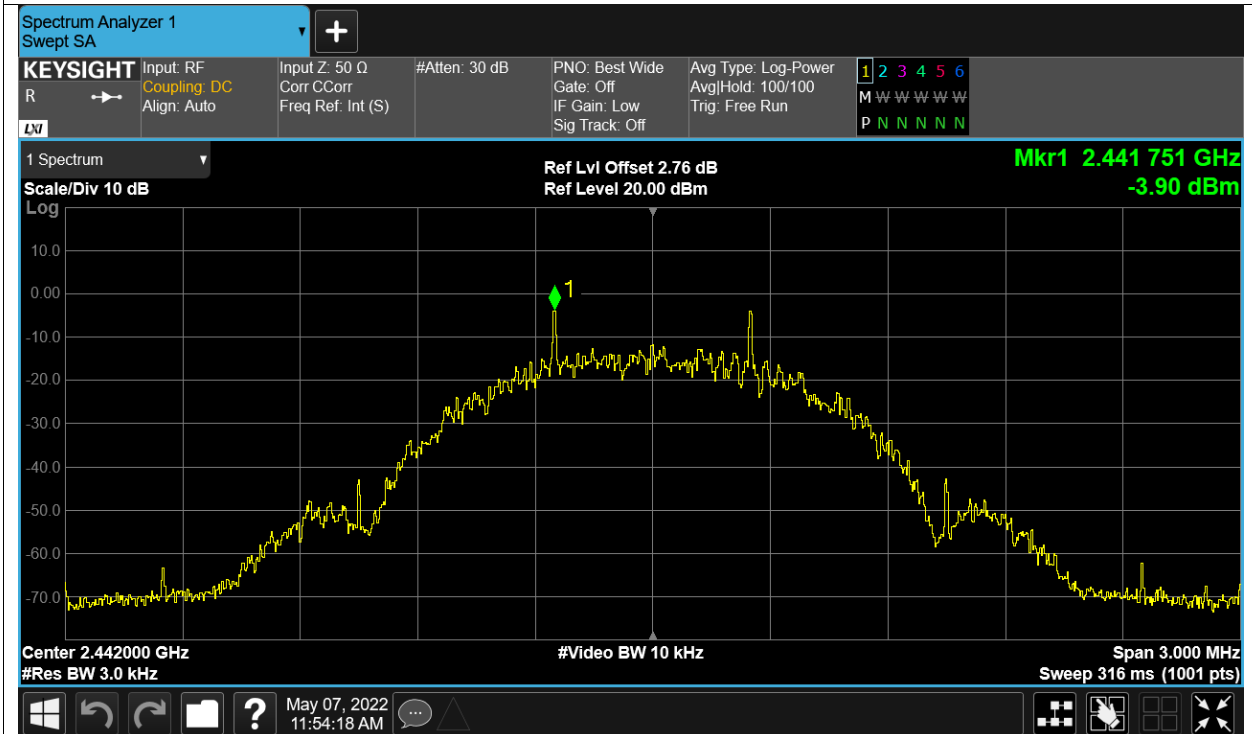 Spectrum Analyzer 1
Swept SA
KEYSIGHT
R
LXI
Input: RF
Coupling: DC
Align: Auto
Input Z: 50 Ω
Corr CCorr
Freq Ref: Int (S)
#Atten: 30 dB
PNO: Best Wide
Gate: Off
IF Gain: Low
Sig Track: Off
Avg Type: Log-Power
Avg|Hold: 100/100
Trig: Free Run
1 2 3 4 5 6
M W W W W W
P N N N N N
1 Spectrum
Scale/Div 10 dB
Log
Ref Lvl Offset 2.76 dB
Ref Level 20.00 dBm
Mkr1 2.441 751 GHz
-3.90 dBm
1
10.0
0.00
-10.0
-20.0
-30.0
-40.0
-50.0
-60.0
-70.0
Center 2.442000 GHz
#Video BW 10 kHz
Span 3.000 MHz
#Res BW 3.0 kHz
Sweep 316 ms (1001 pts)
?
May 07, 2022
11:54:18 AM